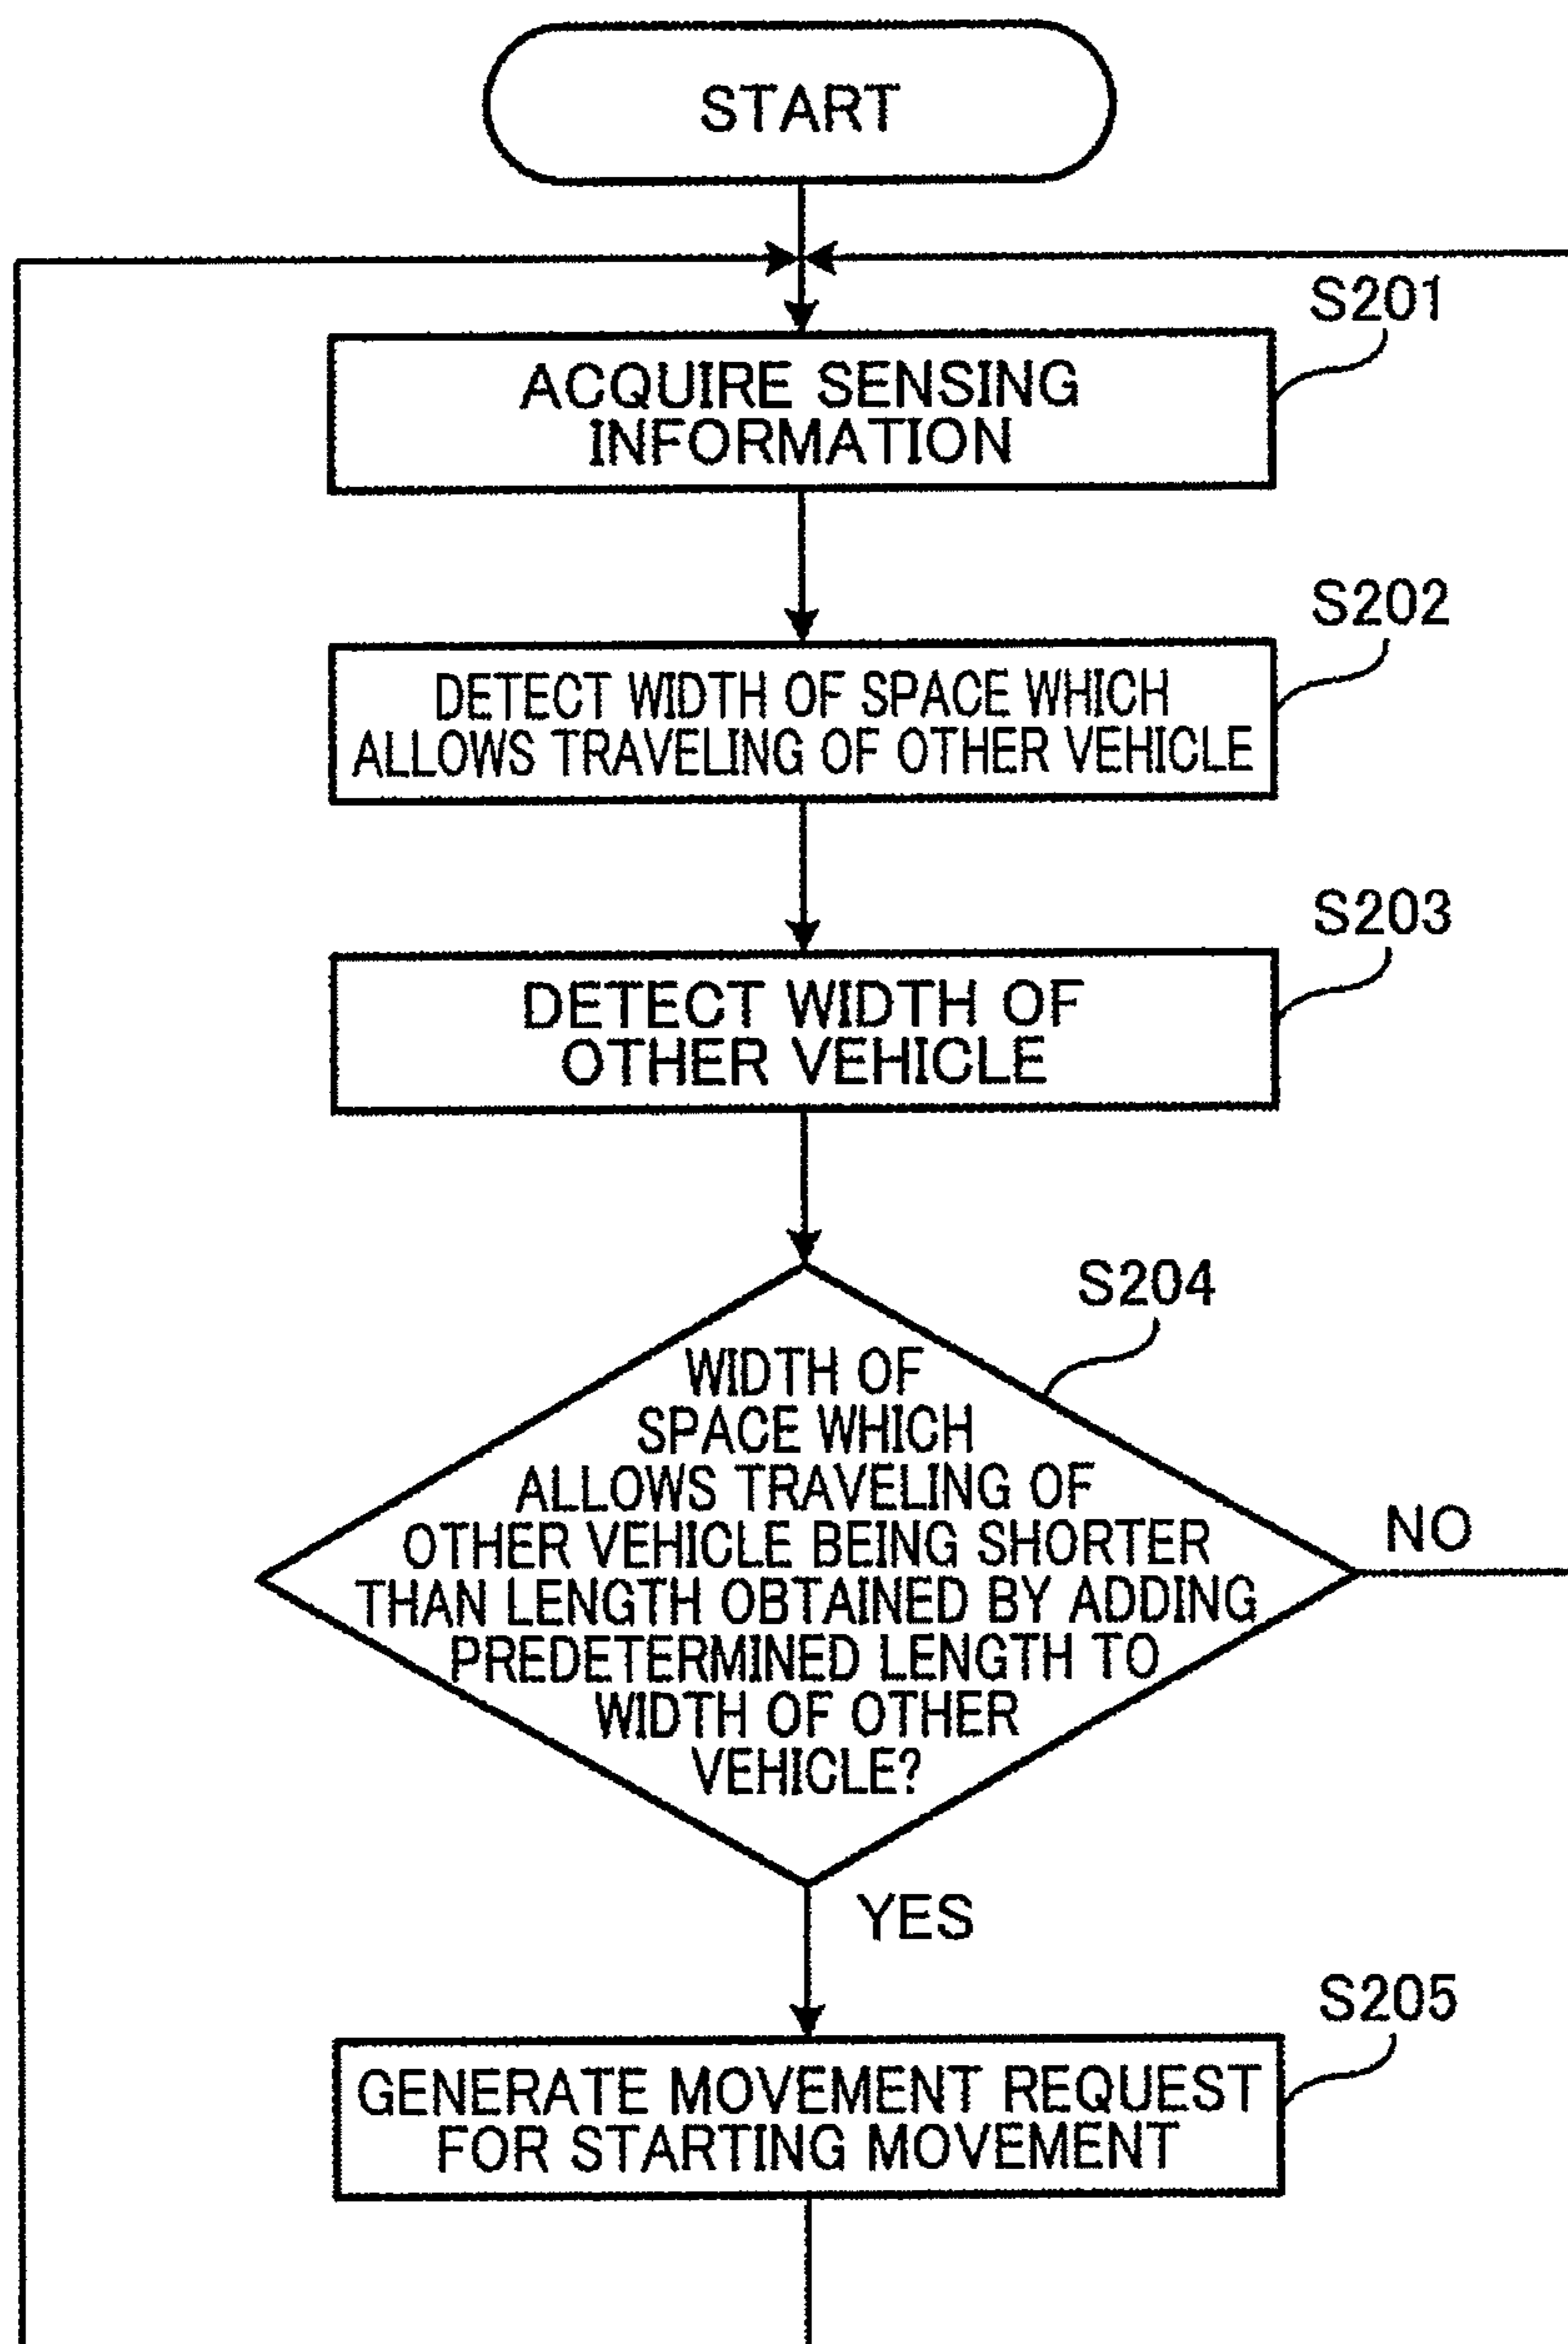 START
S201
ACQUIRE SENSING
INFORMATION
S202
DETECT WIDTH OF SPACE WHICH
ALLOWS TRAVELING OF OTHER VEHICLE
S203
DETECT WIDTH OF
OTHER VEHICLE
S204
WIDTH OF
SPACE WHICH
ALLOWS TRAVELING OF
OTHER VEHICLE BEING SHORTER
THAN LENGTH OBTAINED BY ADDING
PREDETERMINED LENGTH TO
WIDTH OF OTHER
VEHICLE?
NO
YES
S205
GENERATE MOVEMENT REQUEST
FOR STARTING MOVEMENT